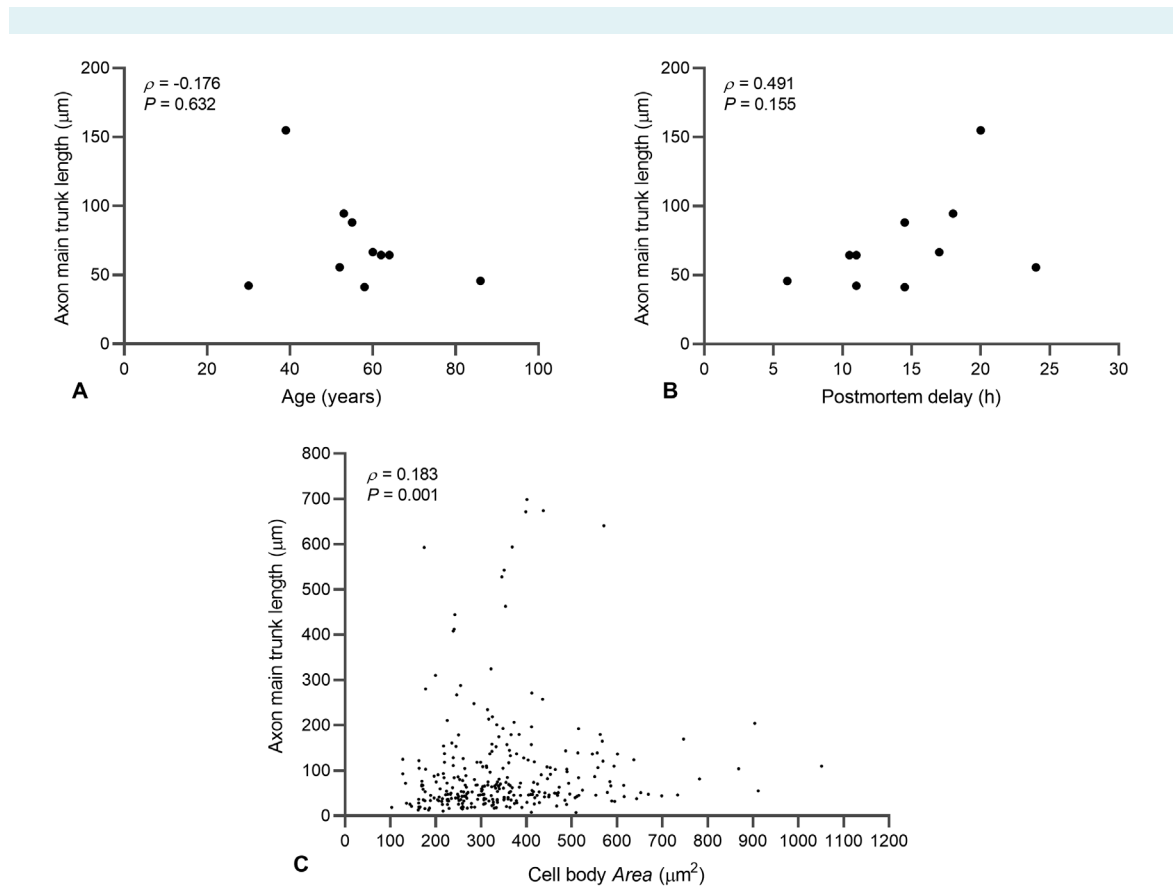 ρ = -0.176
P = 0.632
Axon main trunk length (μm)
200
150
100
50
0
0 20 40 60 80 100
Age (years)
A
ρ = 0.491
P = 0.155
Axon main trunk length (μm)
200
150
100
50
0
0 5 10 15 20 25 30
Postmortem delay (h)
B
ρ = 0.183
P = 0.001
Axon main trunk length (μm)
800
700
600
500
400
300
200
100
0
0 100 200 300 400 500 600 700 800 900 1000 1100 1200
Cell body Area (μm²)
C